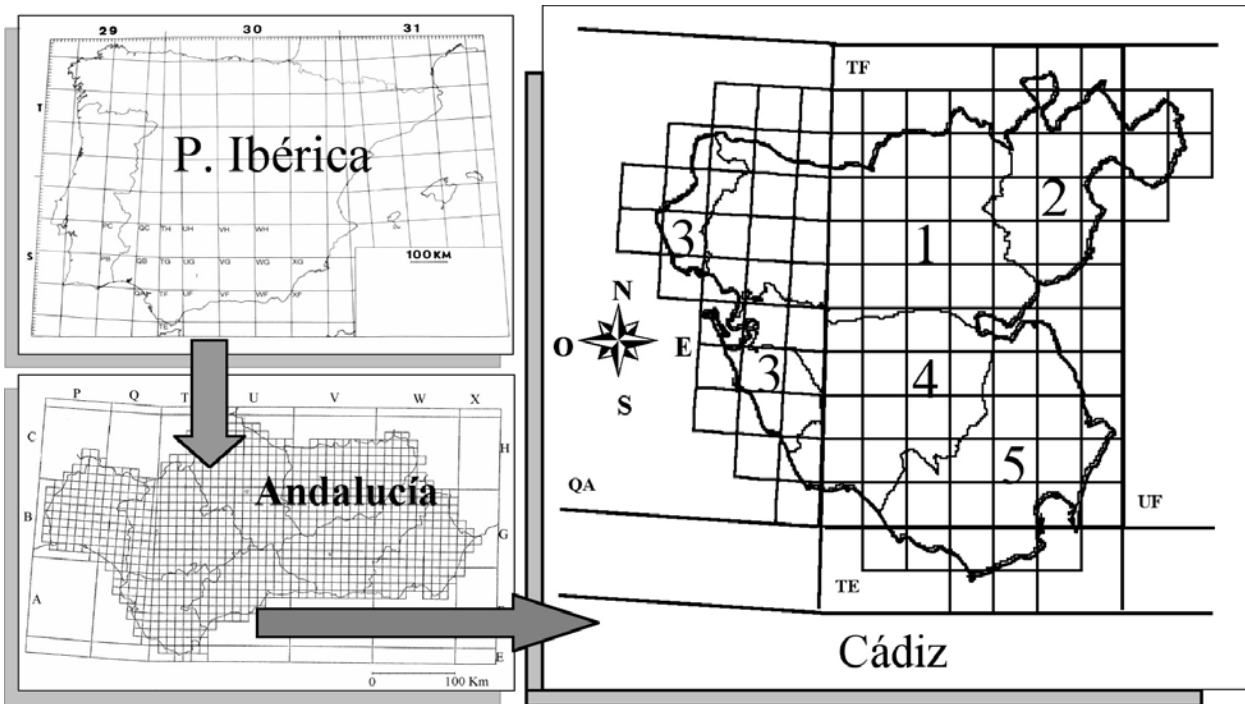 29 30 31
T
P. Ibérica
PC QC TH UH VH WH
100 KM
S
PB QB TG UG VG WG XG
QA TF UF VF WF XF
TE
P Q T U V W X
C H
Andalucía
B G
A
E
0 100 Km
TF
2
3 1
N
O E
S
3 4
5
QA UF
TE
Cádiz